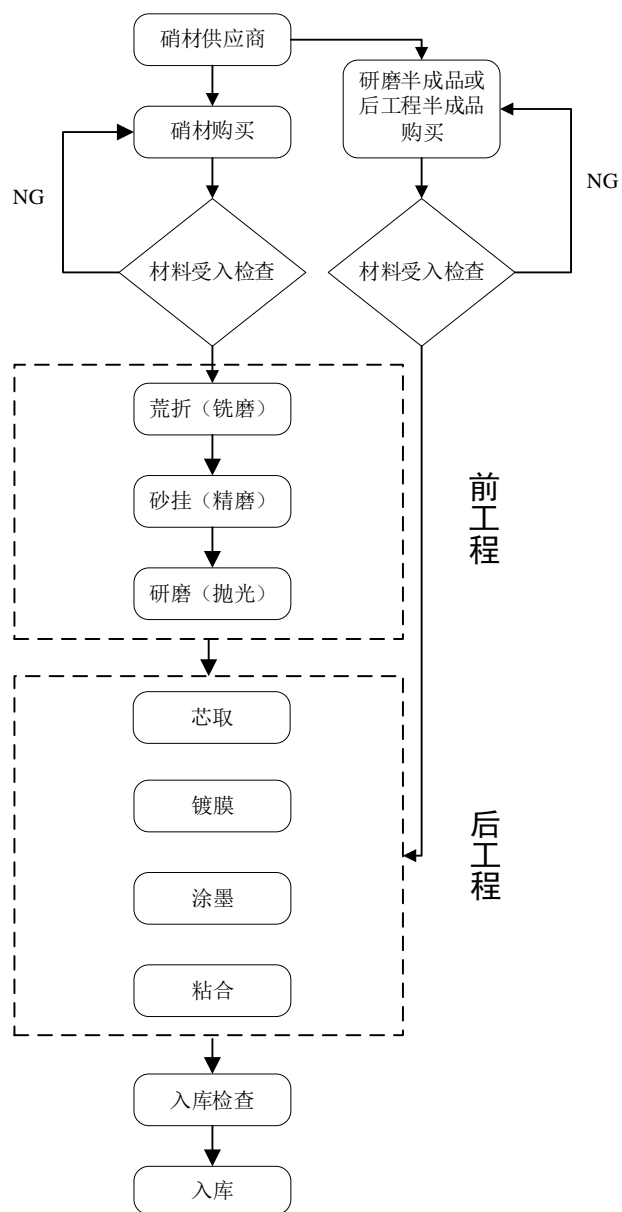 硝材供应商
研磨半成品或
后工程半成品
购买
硝材购买
NG
NG
材料受入检查
材料受入检查
荒折（铣磨）
砂挂（精磨）
研磨（抛光）
前工程
芯取
镀膜
涂墨
粘合
后工程
入库检查
入库